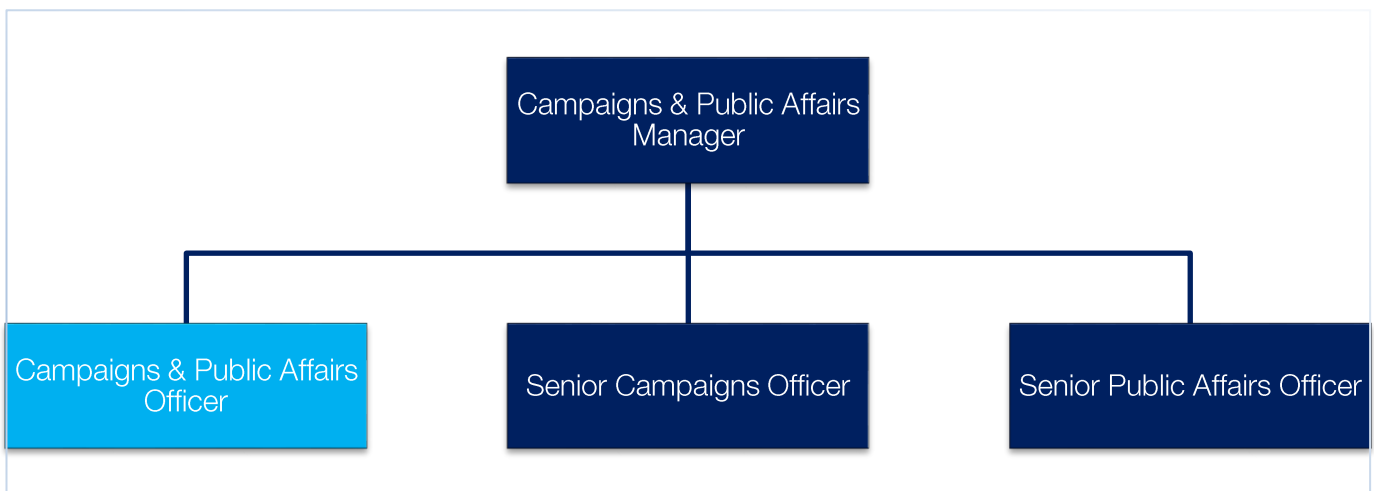 Campaigns & Public Affairs
Manager
Campaigns & Public Affairs
Officer
Senior Campaigns Officer
Senior Public Affairs Officer